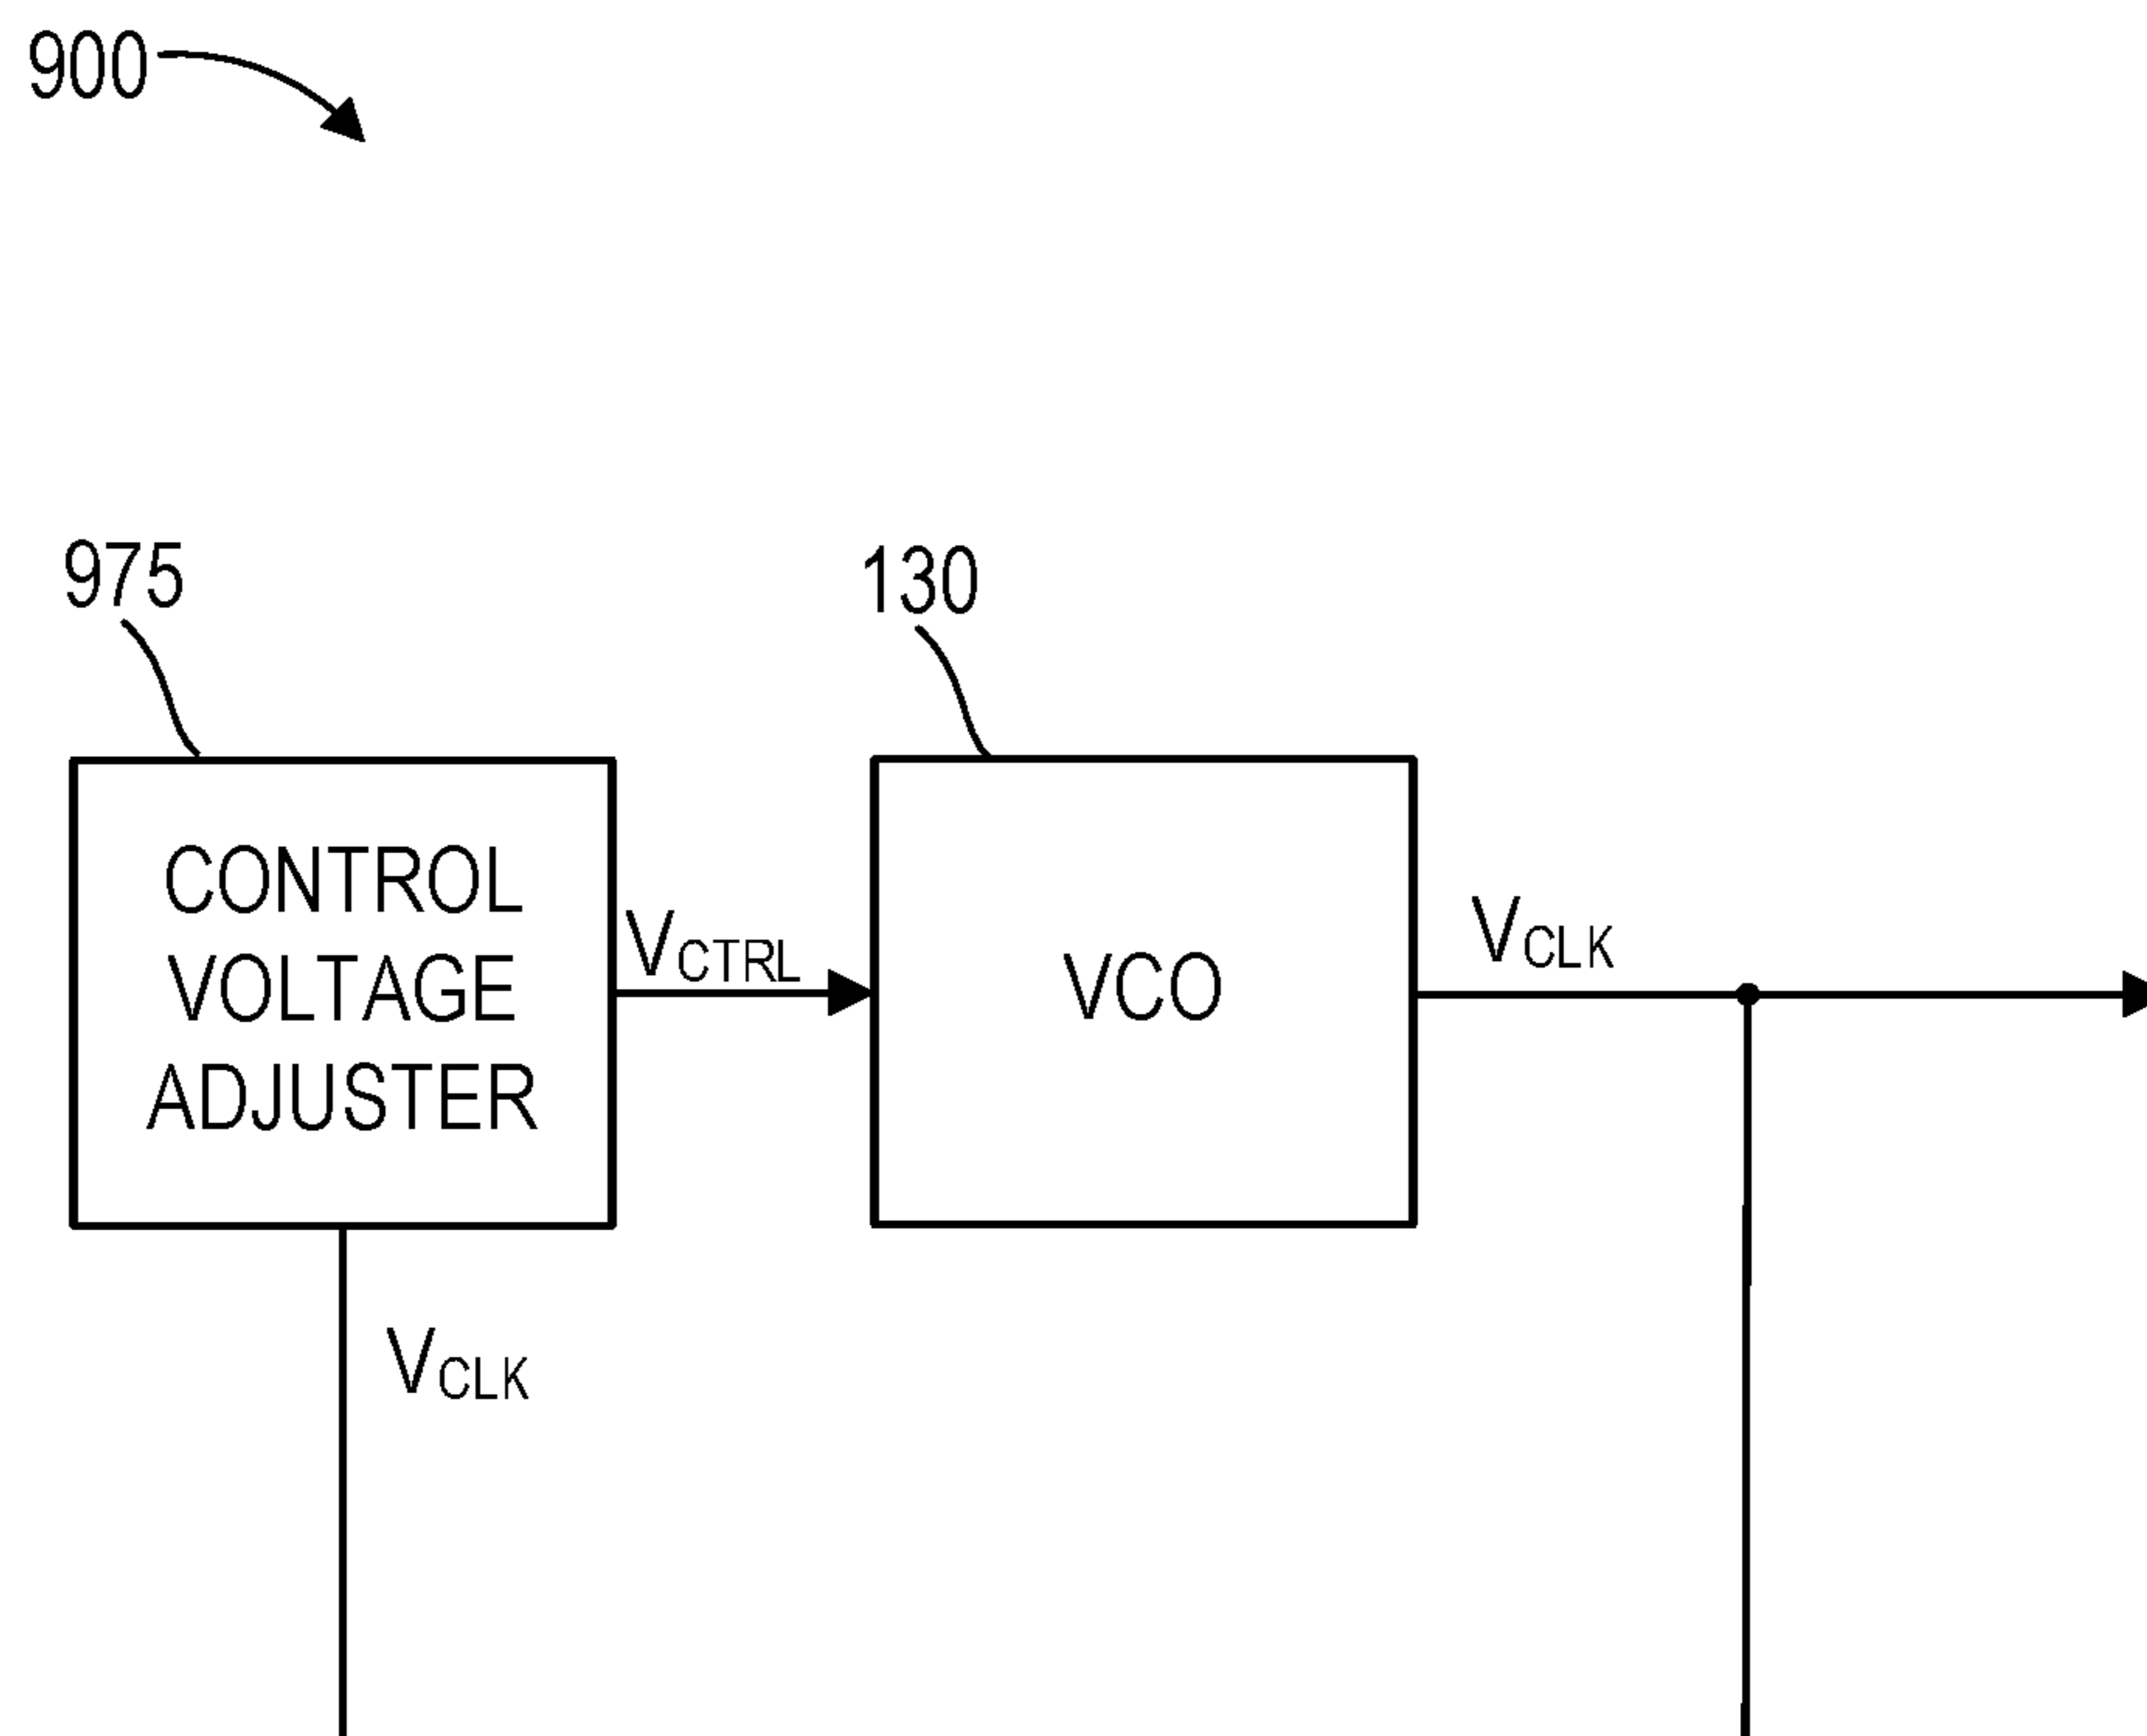 900
975
130
CONTROL
VOLTAGE
ADJUSTER
VCTRL
VCO
VCLK
VCLK